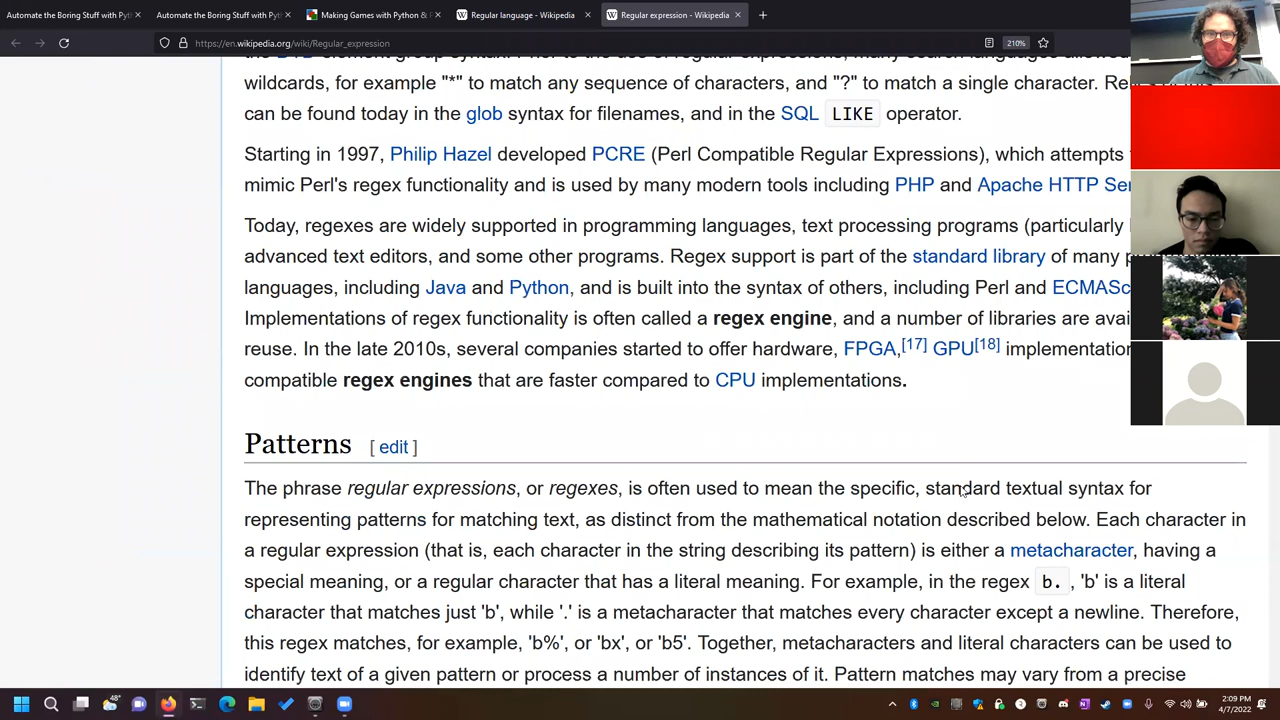 Automate the Boring Stuff with Pyt
Automate the Boring Stuff with Pyt
Making Games with Python & P
Regular language - Wikipedia
Regular expression - Wikipedia
https://en.wikipedia.org/wiki/Regular_expression
210%
wildcards, for example "*" to match any sequence of characters, and "?" to match a single character.
can be found today in the glob syntax for filenames, and in the SQL LIKE operator.
Starting in 1997, Philip Hazel developed PCRE (Perl Compatible Regular Expressions), which attempts
mimic Perl's regex functionality and is used by many modern tools including PHP and Apache HTTP Ser
Today, regexes are widely supported in programming languages, text processing programs (particularly
advanced text editors, and some other programs. Regex support is part of the standard library of many
languages, including Java and Python, and is built into the syntax of others, including Perl and ECMASc
Implementations of regex functionality is often called a regex engine, and a number of libraries are avai
reuse. In the late 2010s, several companies started to offer hardware, FPGA,[17] GPU[18] implementation
compatible regex engines that are faster compared to CPU implementations.
Patterns [ edit ]
The phrase regular expressions, or regexes, is often used to mean the specific, standard textual syntax for
representing patterns for matching text, as distinct from the mathematical notation described below. Each character in
a regular expression (that is, each character in the string describing its pattern) is either a metacharacter, having a
special meaning, or a regular character that has a literal meaning. For example, in the regex b. , 'b' is a literal
character that matches just 'b', while '.' is a metacharacter that matches every character except a newline. Therefore,
this regex matches, for example, 'b%', or 'bx', or 'b5'. Together, metacharacters and literal characters can be used to
identify text of a given pattern or process a number of instances of it. Pattern matches may vary from a precise
48°
2:09 PM
4/7/2022